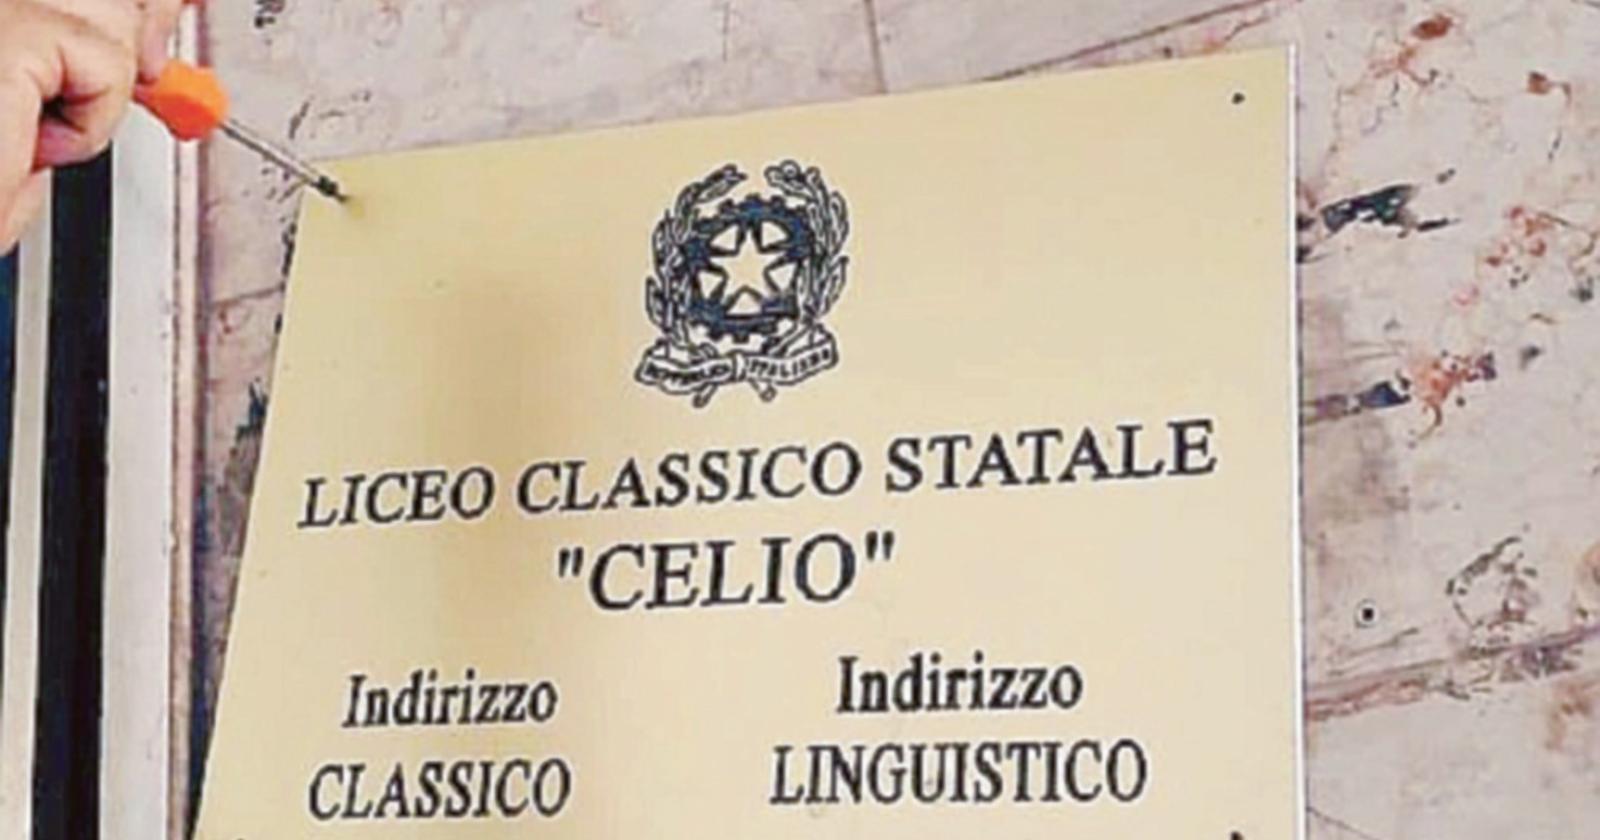 REPUBBLICA ITALIANA
LICEO CLASSICO STATALE
"CELIO"
Indirizzo Indirizzo
CLASSICO LINGUISTICO